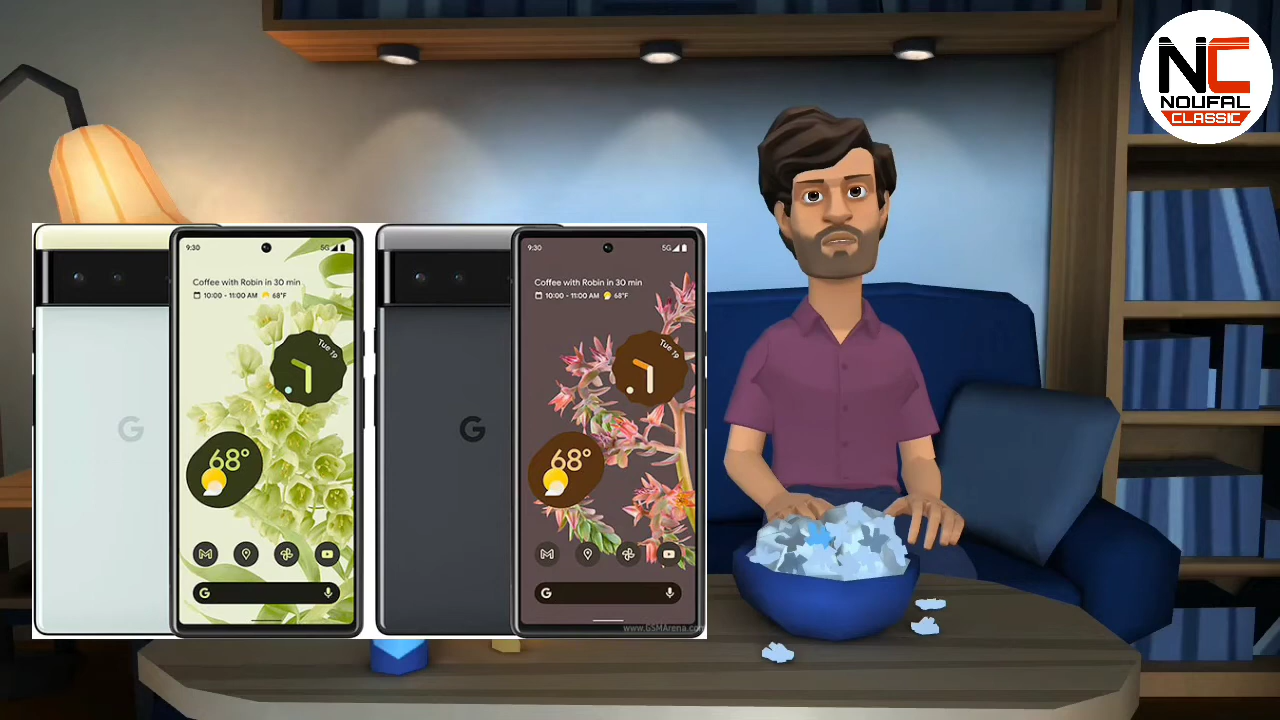 NC
NOUFAL
CLASSIC
9:30
5G
Coffee with Robin in 30 min
10:00 - 11:00 AM 68°F
Tue 19
68°
G
G
9:30
5G
Coffee with Robin in 30 min
10:00 - 11:00 AM 68°F
Tue 19
68°
G
G
www.GSMArena.com